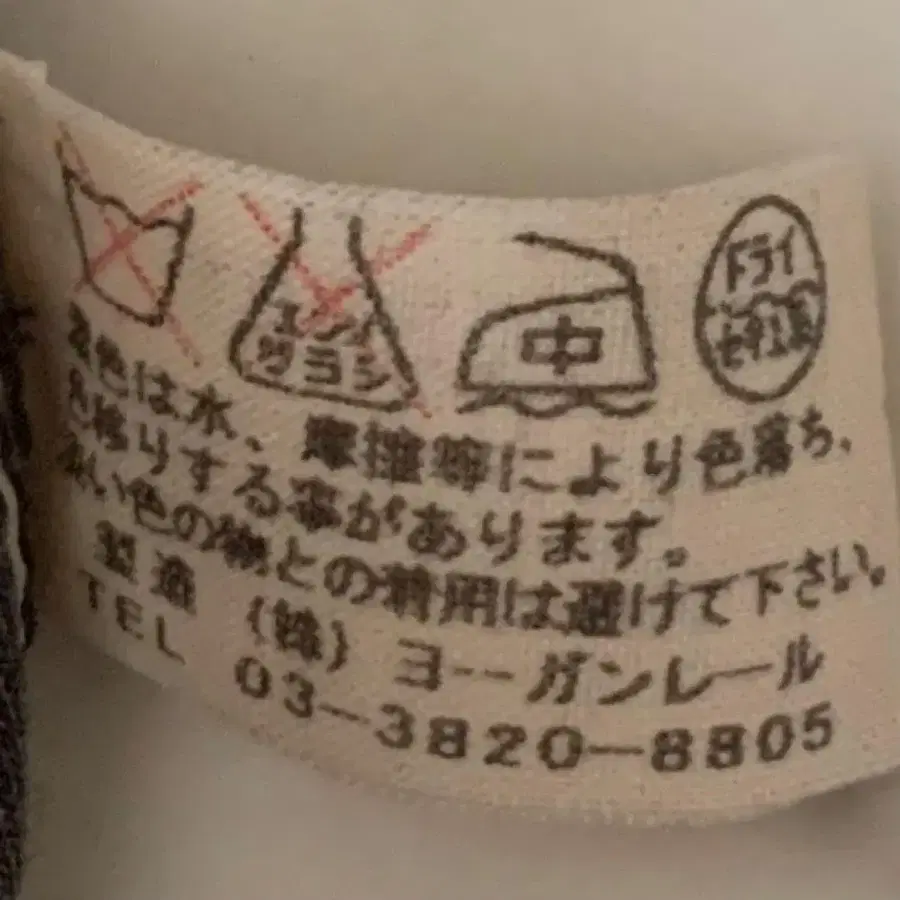 エンソ サラシ
中
ドライ
セキユ系
色は水、摩擦等により色落ち、
色移りする事があります。
い色の物との着用は避けて下さい。
製造 (株) ヨーガンレール
TEL 03-3820-8805